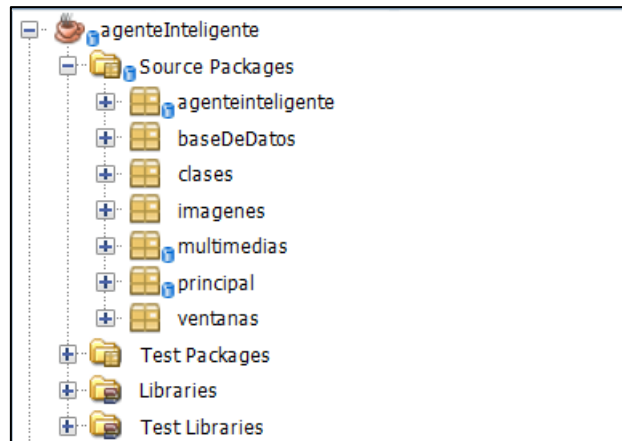 agenteInteligente
Source Packages
agenteinteligente
baseDeDatos
clases
imagenes
multimedias
principal
ventanas
Test Packages
Libraries
Test Libraries